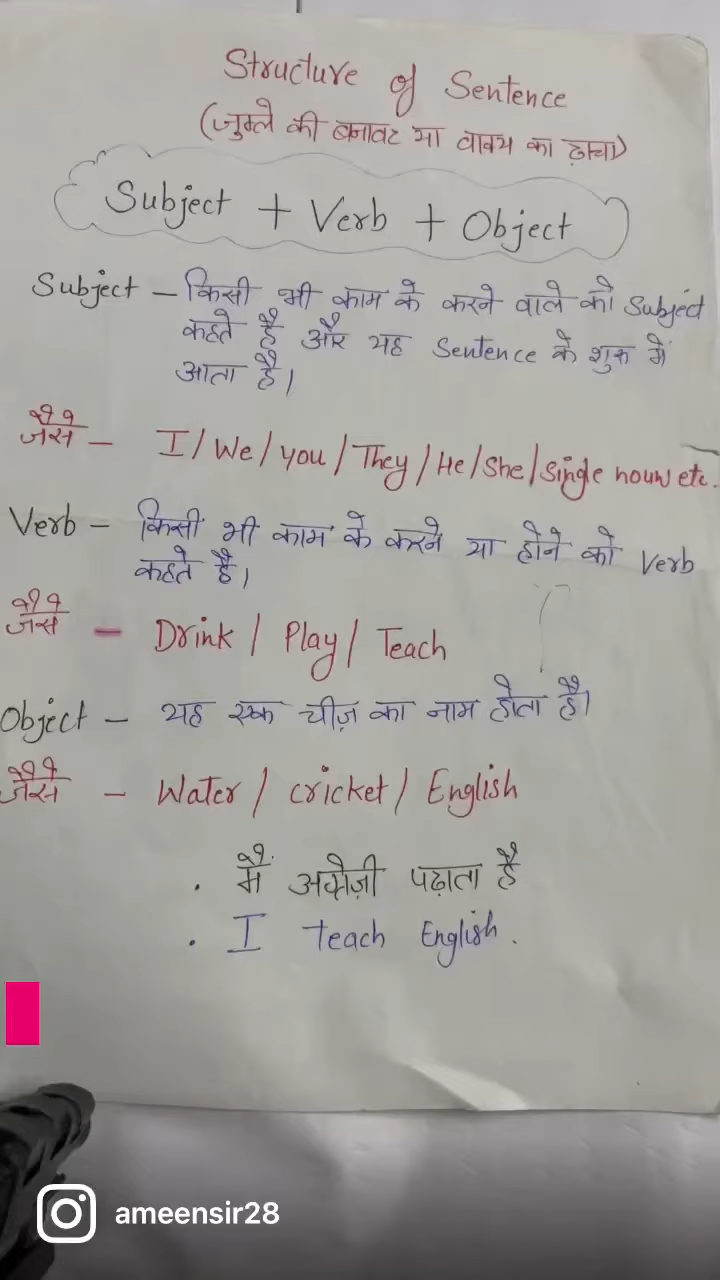 Structure of Sentence
(जुम्ले की बनावट या वाक्य का ढ़ाचा)
Subject + Verb + Object
Subject – किसी भी काम के करने वाले को Subject
कहते है और यह Sentence के शुरू में
आता है।
जैसे – I/We/you/They/He/She/Single noun etc.
Verb – किसी भी काम के करने या होने को Verb
कहते है।
जैसे – Drink / Play / Teach
Object – यह एक चीज़ का नाम होता है।
जैसे – Water / cricket / English
. मैं अंग्रेज़ी पढ़ाता है
. I teach English.
ameensir28